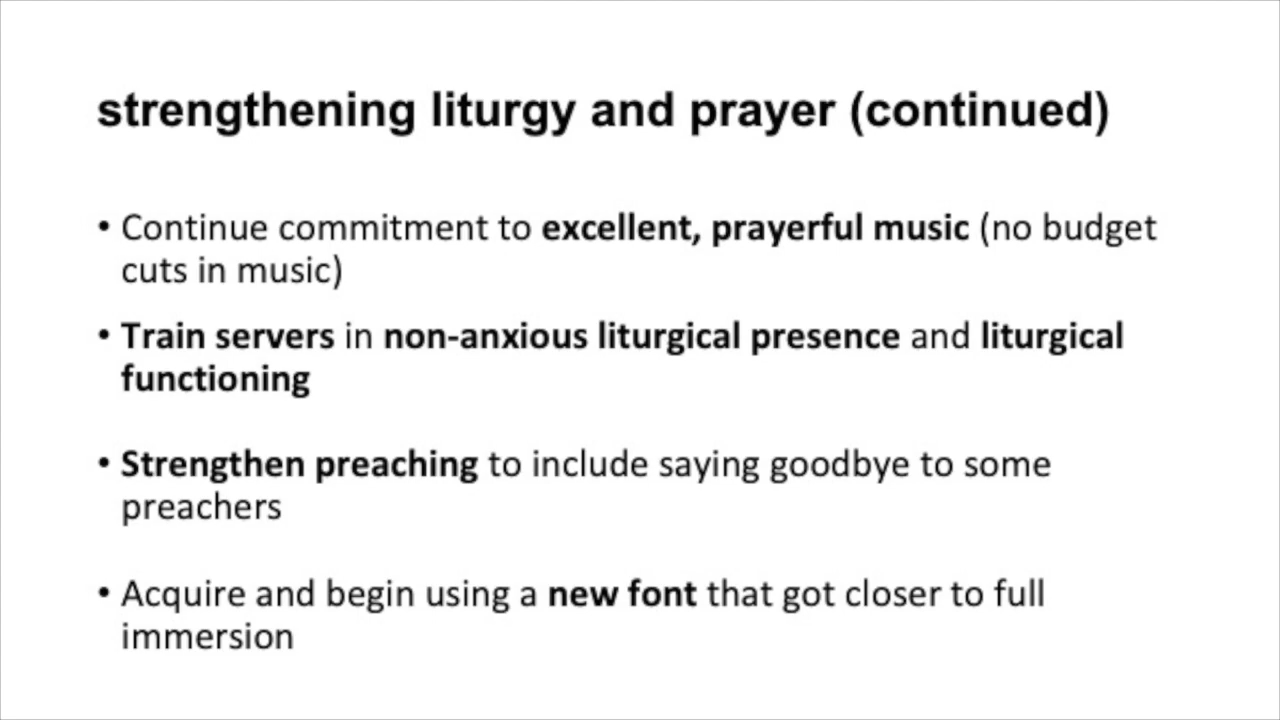 strengthening liturgy and prayer (continued)
• Continue commitment to excellent, prayerful music (no budget
cuts in music)
• Train servers in non-anxious liturgical presence and liturgical
functioning
• Strengthen preaching to include saying goodbye to some
preachers
• Acquire and begin using a new font that got closer to full
immersion